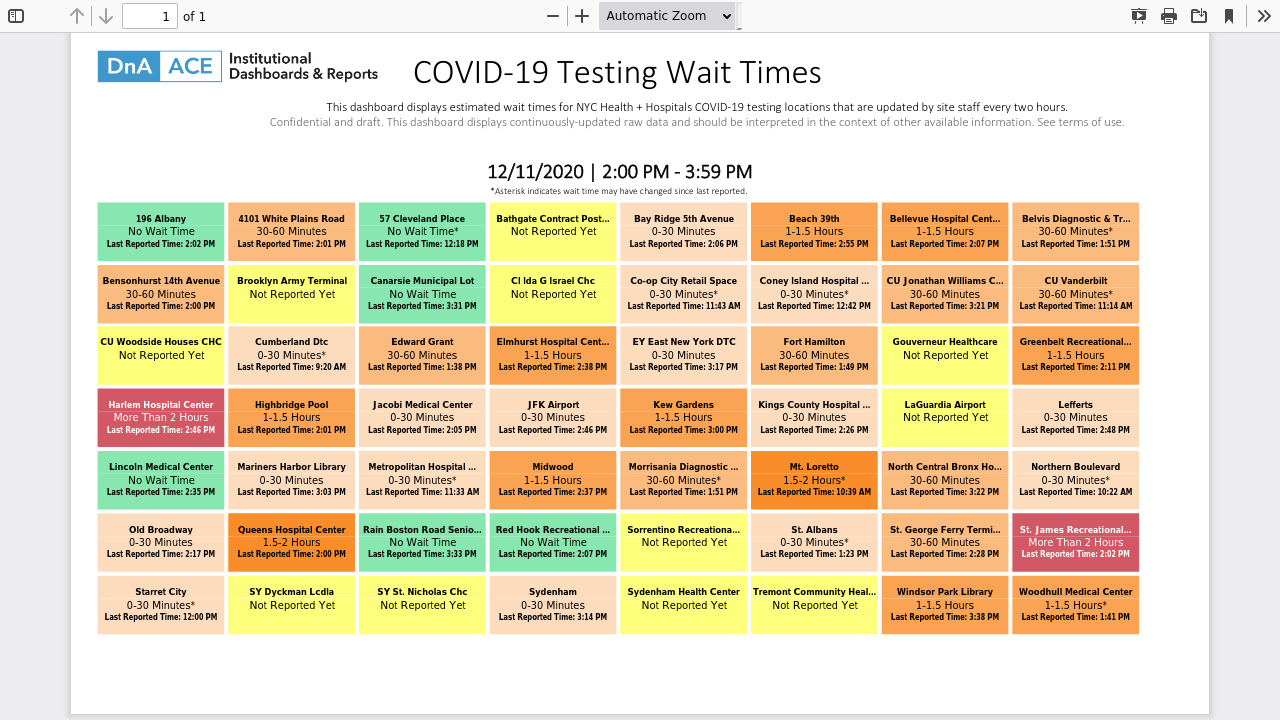 1 of 1
Automatic Zoom
DnA ACE Institutional
Dashboards & Reports
COVID-19 Testing Wait Times
This dashboard displays estimated wait times for NYC Health + Hospitals COVID-19 testing locations that are updated by site staff every two hours.
Confidential and draft. This dashboard displays continuously-updated raw data and should be interpreted in the context of other available information. See terms of use.
12/11/2020 | 2:00 PM - 3:59 PM
*Asterisk indicates wait time may have changed since last reported.
196 Albany
No Wait Time
Last Reported Time: 2:02 PM
4101 White Plains Road
30-60 Minutes
Last Reported Time: 2:01 PM
57 Cleveland Place
No Wait Time*
Last Reported Time: 12:18 PM
Bathgate Contract Post...
Not Reported Yet
Bay Ridge 5th Avenue
0-30 Minutes
Last Reported Time: 2:06 PM
Beach 39th
1-1.5 Hours
Last Reported Time: 2:55 PM
Bellevue Hospital Cent...
1-1.5 Hours
Last Reported Time: 2:07 PM
Belvis Diagnostic & Tr...
30-60 Minutes*
Last Reported Time: 1:51 PM
Bensonhurst 14th Avenue
30-60 Minutes
Last Reported Time: 2:00 PM
Brooklyn Army Terminal
Not Reported Yet
Canarsie Municipal Lot
No Wait Time
Last Reported Time: 3:31 PM
Cl Ida G Israel Chc
Not Reported Yet
Co-op City Retail Space
0-30 Minutes*
Last Reported Time: 11:43 AM
Coney Island Hospital ...
0-30 Minutes*
Last Reported Time: 12:42 PM
CU Jonathan Williams C...
30-60 Minutes
Last Reported Time: 3:21 PM
CU Vanderbilt
30-60 Minutes*
Last Reported Time: 11:14 AM
CU Woodside Houses CHC
Not Reported Yet
Cumberland Dtc
0-30 Minutes*
Last Reported Time: 9:20 AM
Edward Grant
30-60 Minutes
Last Reported Time: 1:38 PM
Elmhurst Hospital Cent...
1-1.5 Hours
Last Reported Time: 2:38 PM
EY East New York DTC
0-30 Minutes
Last Reported Time: 3:17 PM
Fort Hamilton
30-60 Minutes
Last Reported Time: 1:49 PM
Gouverneur Healthcare
Not Reported Yet
Greenbelt Recreational...
1-1.5 Hours
Last Reported Time: 2:11 PM
Harlem Hospital Center
More Than 2 Hours
Last Reported Time: 2:46 PM
Highbridge Pool
1-1.5 Hours
Last Reported Time: 2:01 PM
Jacobi Medical Center
0-30 Minutes
Last Reported Time: 2:05 PM
JFK Airport
0-30 Minutes
Last Reported Time: 2:46 PM
Kew Gardens
1-1.5 Hours
Last Reported Time: 3:00 PM
Kings County Hospital ...
0-30 Minutes
Last Reported Time: 2:26 PM
LaGuardia Airport
Not Reported Yet
Lefferts
0-30 Minutes
Last Reported Time: 2:48 PM
Lincoln Medical Center
No Wait Time
Last Reported Time: 2:35 PM
Mariners Harbor Library
0-30 Minutes
Last Reported Time: 3:03 PM
Metropolitan Hospital ...
0-30 Minutes*
Last Reported Time: 11:33 AM
Midwood
1-1.5 Hours
Last Reported Time: 2:37 PM
Morrisania Diagnostic ...
30-60 Minutes*
Last Reported Time: 1:51 PM
Mt. Loretto
1.5-2 Hours*
Last Reported Time: 10:39 AM
North Central Bronx Ho...
30-60 Minutes
Last Reported Time: 3:22 PM
Northern Boulevard
0-30 Minutes*
Last Reported Time: 10:22 AM
Old Broadway
0-30 Minutes
Last Reported Time: 2:17 PM
Queens Hospital Center
1.5-2 Hours
Last Reported Time: 2:00 PM
Rain Boston Road Senio...
No Wait Time
Last Reported Time: 3:33 PM
Red Hook Recreational ...
No Wait Time
Last Reported Time: 2:07 PM
Sorrentino Recreationa...
Not Reported Yet
St. Albans
0-30 Minutes*
Last Reported Time: 1:23 PM
St. George Ferry Termi...
30-60 Minutes
Last Reported Time: 2:28 PM
St. James Recreational...
More Than 2 Hours
Last Reported Time: 2:02 PM
Starret City
0-30 Minutes*
Last Reported Time: 12:00 PM
SY Dyckman Lcdla
Not Reported Yet
SY St. Nicholas Chc
Not Reported Yet
Sydenham
0-30 Minutes
Last Reported Time: 3:14 PM
Sydenham Health Center
Not Reported Yet
Tremont Community Heal...
Not Reported Yet
Windsor Park Library
1-1.5 Hours
Last Reported Time: 3:38 PM
Woodhull Medical Center
1-1.5 Hours*
Last Reported Time: 1:41 PM